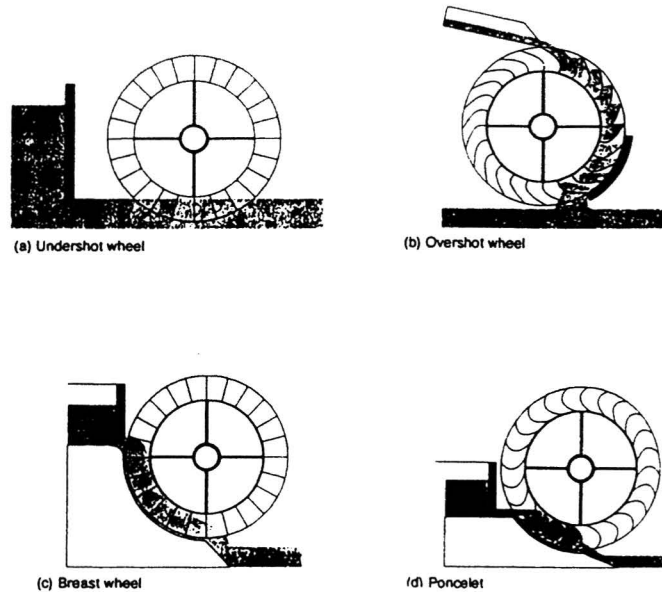 (a) Undershot wheel
(b) Overshot wheel
(c) Breast wheel
(d) Poncelet